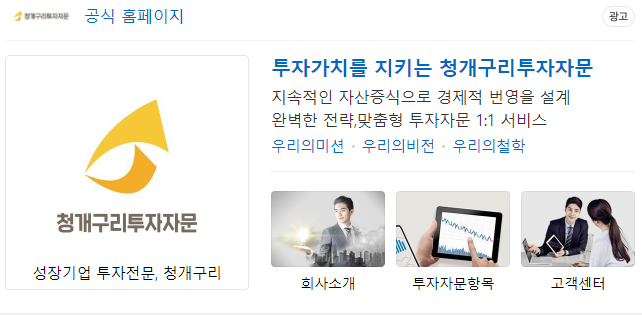 청개구리투자자문 공식 홈페이지
광고
청개구리투자자문
성장기업 투자전문, 청개구리
투자가치를 지키는 청개구리투자자문
지속적인 자산증식으로 경제적 번영을 설계
완벽한 전략,맞춤형 투자자문 1:1 서비스
우리의미션 · 우리의비전 · 우리의철학
회사소개
투자자문항목
고객센터